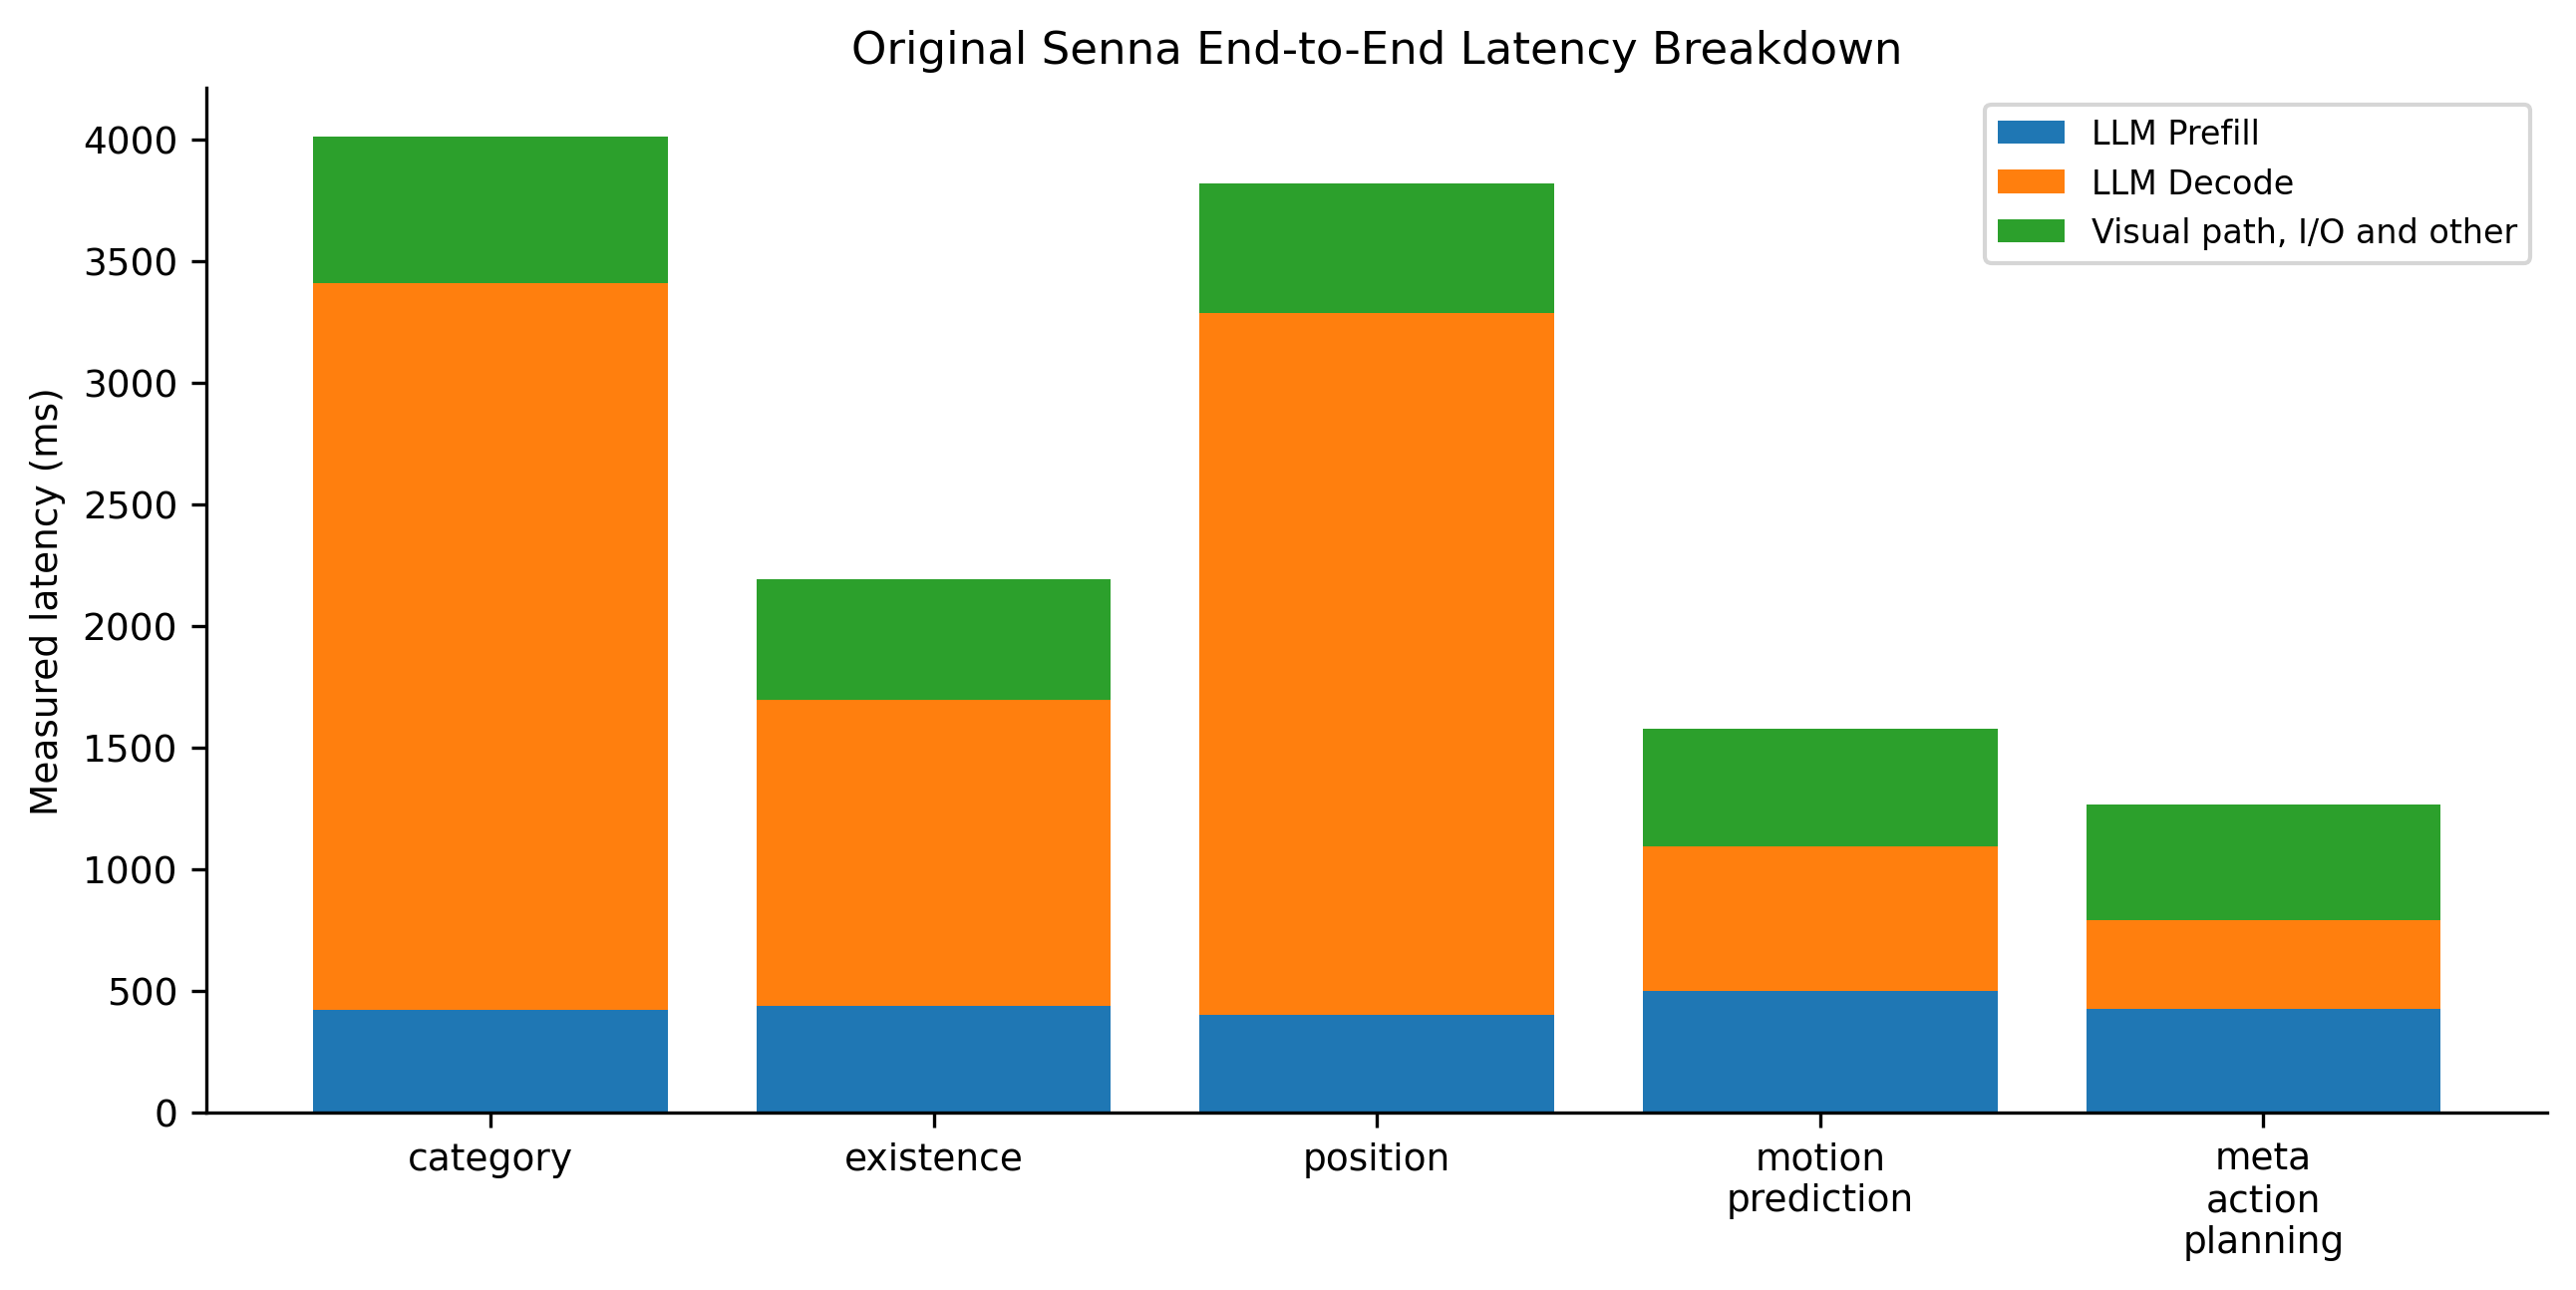 Original Senna End-to-End Latency Breakdown
LLM Prefill
LLM Decode
Visual path, I/O and other
Measured latency (ms)
4000
3500
3000
2500
2000
1500
1000
500
0
category
existence
position
motion
prediction
meta
action
planning